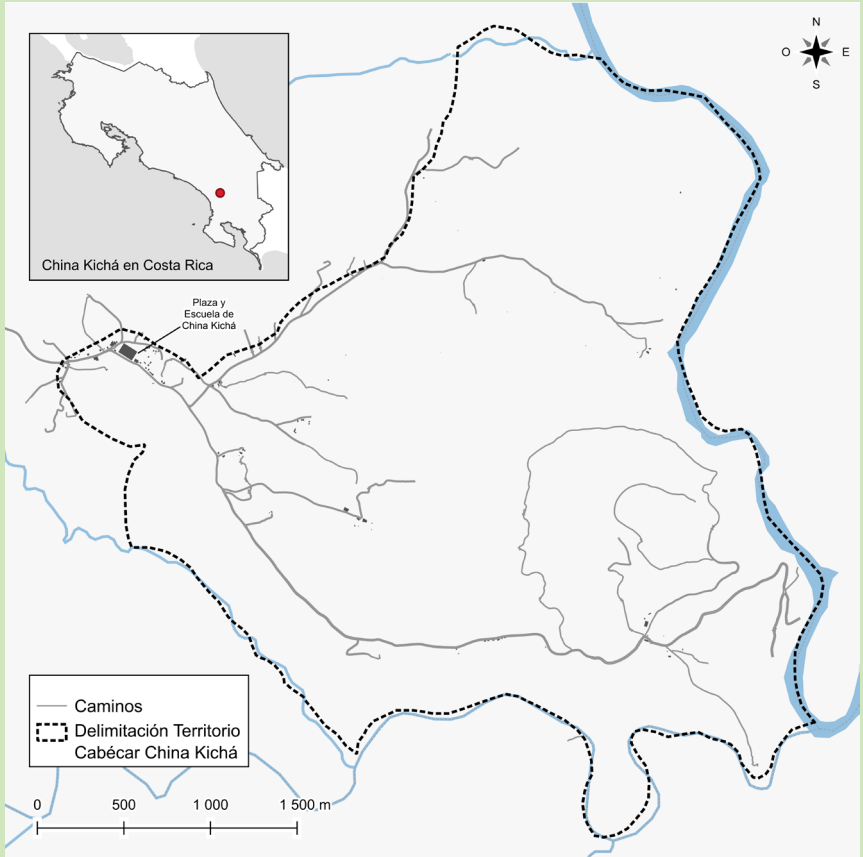 N
O E
S
China Kichá en Costa Rica
Plaza y
Escuela de
China Kichá
Caminos
Delimitación Territorio
Cabécar China Kichá
0 500 1 000 1 500 m